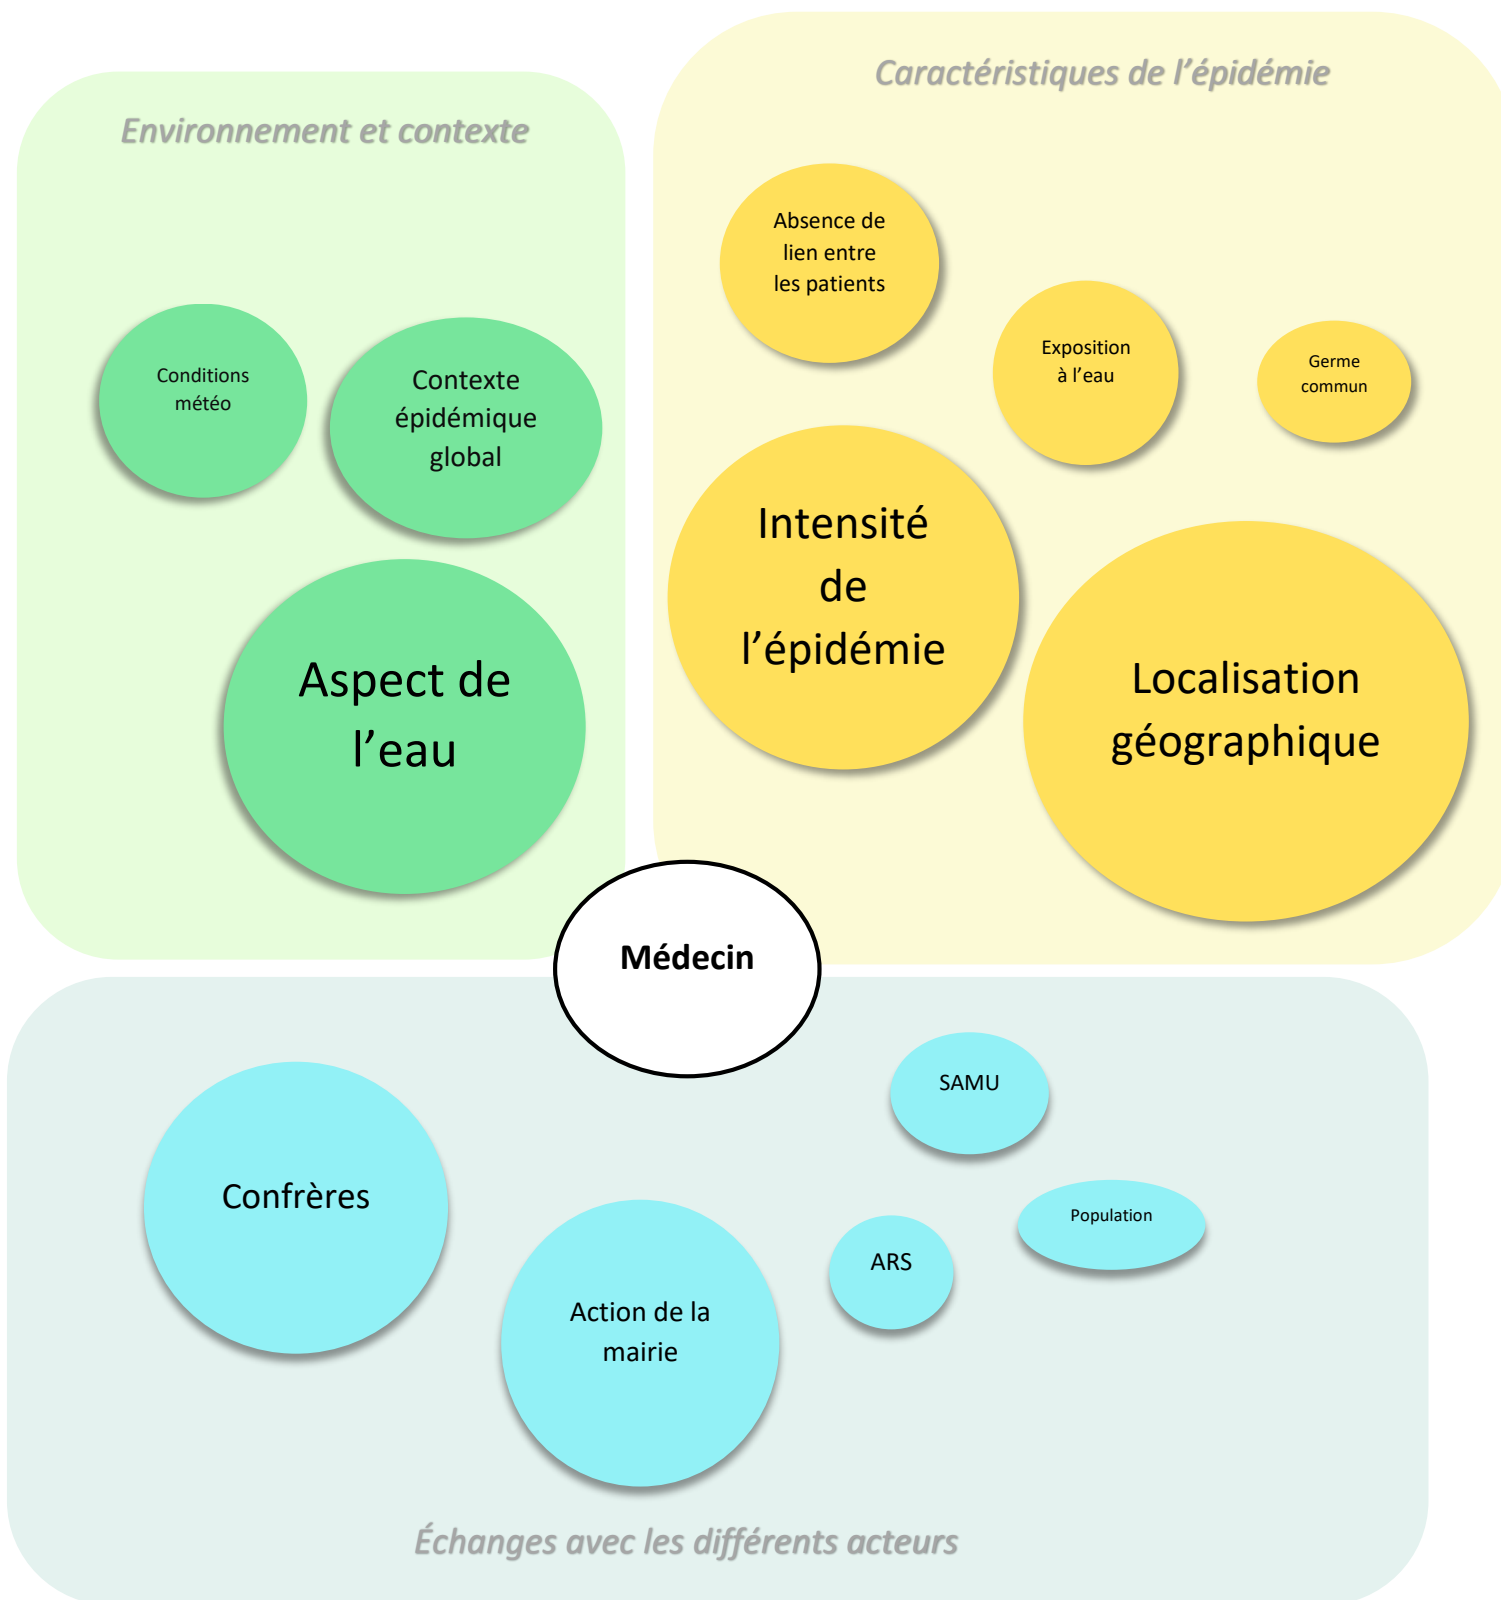 Caractéristiques de l'épidémie
Environnement et contexte
Absence de
lien entre
les patients
Exposition
à l'eau
Germe
commun
Conditions
météo
Contexte
épidémique
global
Intensité
de
l'épidémie
Localisation
géographique
Aspect de
l'eau
Médecin
SAMU
Confrères
Population
ARS
Action de la
mairie
Échanges avec les différents acteurs